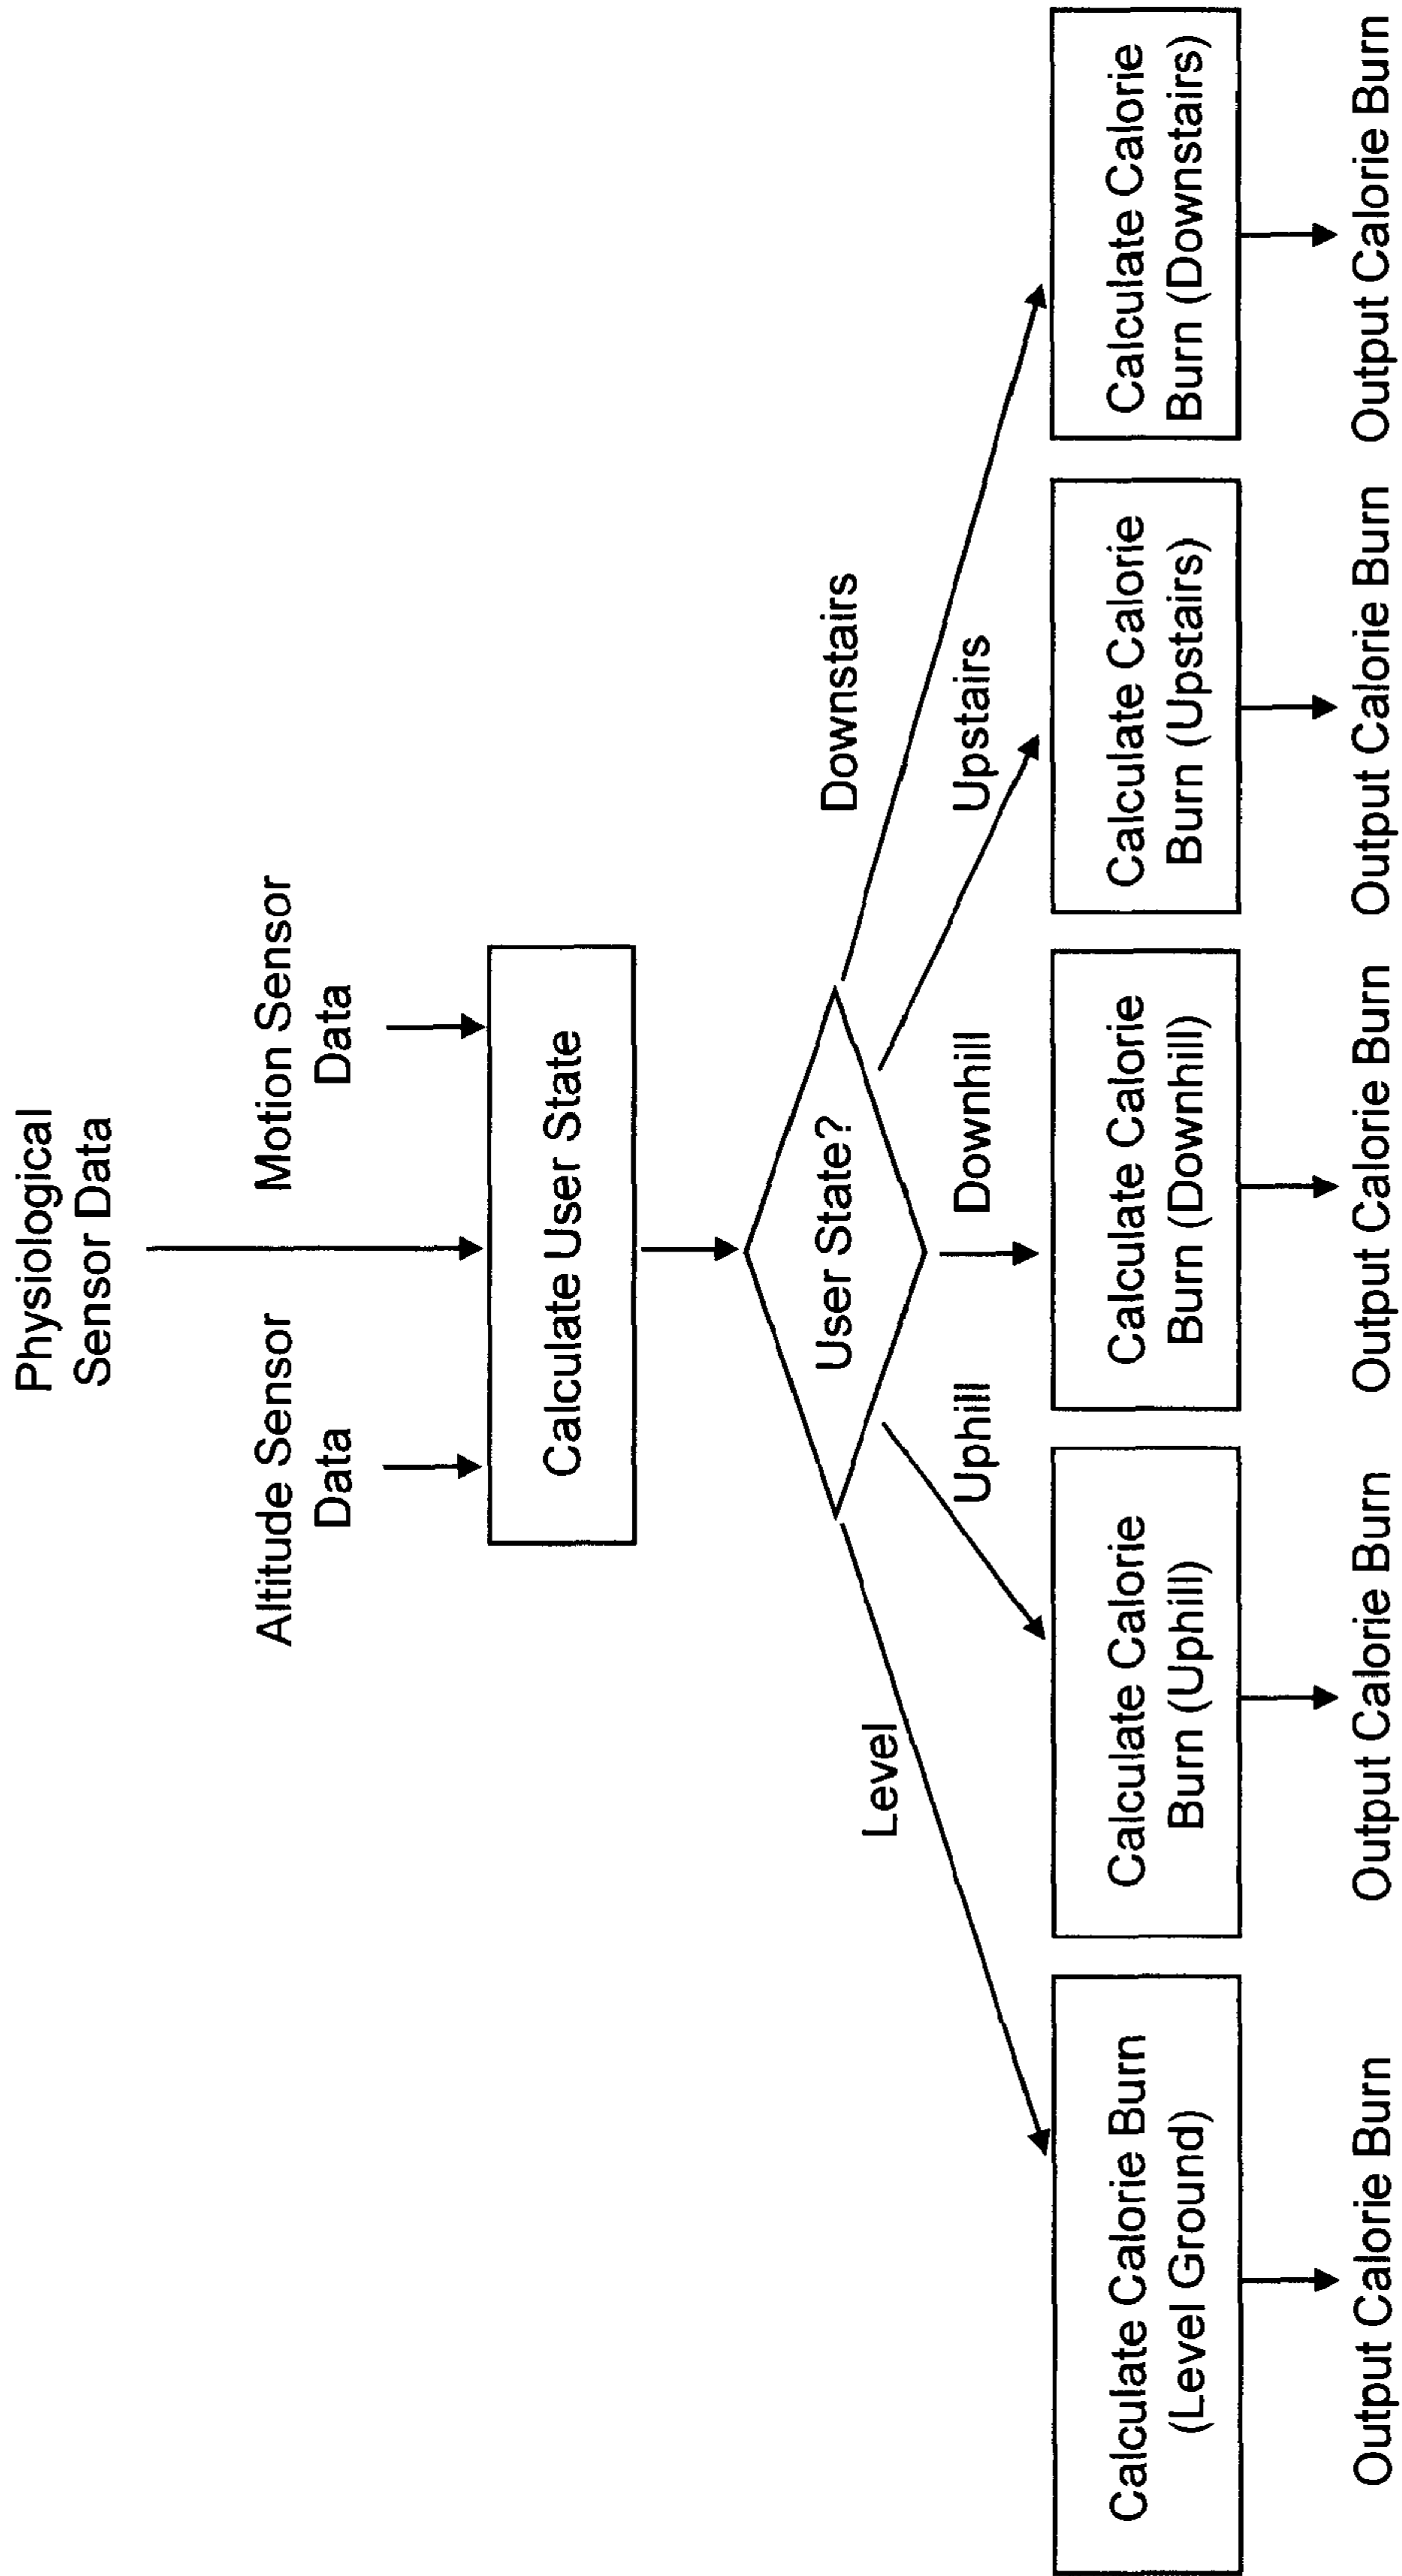 Physiological
Sensor Data
Altitude Sensor
Data
Motion Sensor
Data
Calculate User State
User State?
Level
Uphill
Downhill
Upstairs
Downstairs
Calculate Calorie Burn
(Level Ground)
Calculate Calorie
Burn (Uphill)
Calculate Calorie
Burn (Downhill)
Calculate Calorie
Burn (Upstairs)
Calculate Calorie
Burn (Downstairs)
Output Calorie Burn
Output Calorie Burn
Output Calorie Burn
Output Calorie Burn
Output Calorie Burn